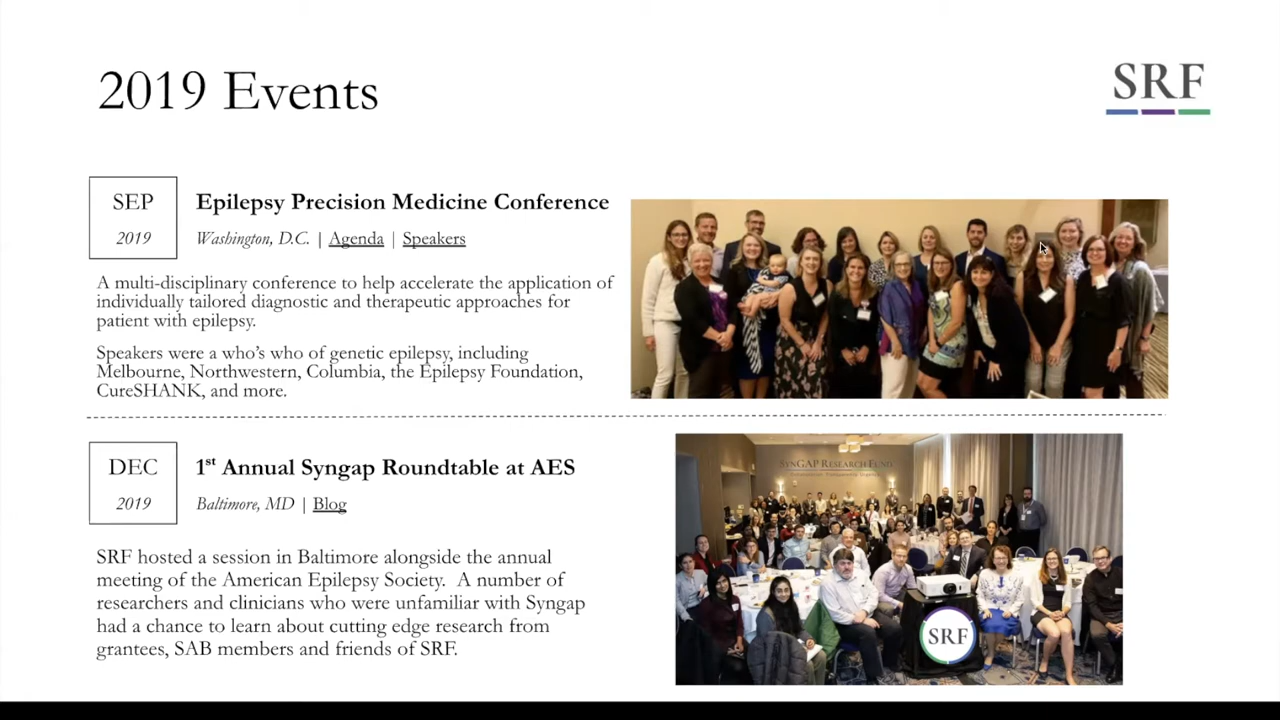 2019 Events
SRF
SEP
2019
Epilepsy Precision Medicine Conference
Washington, D.C. | Agenda | Speakers
A multi-disciplinary conference to help accelerate the application of
individually tailored diagnostic and therapeutic approaches for
patient with epilepsy.
Speakers were a who’s who of genetic epilepsy, including
Melbourne, Northwestern, Columbia, the Epilepsy Foundation,
CureSHANK, and more.
DEC
2019
1st Annual Syngap Roundtable at AES
Baltimore, MD | Blog
SRF hosted a session in Baltimore alongside the annual
meeting of the American Epilepsy Society.  A number of
researchers and clinicians who were unfamiliar with Syngap
had a chance to learn about cutting edge research from
grantees, SAB members and friends of SRF.
SynGAP Research Fund
SRF